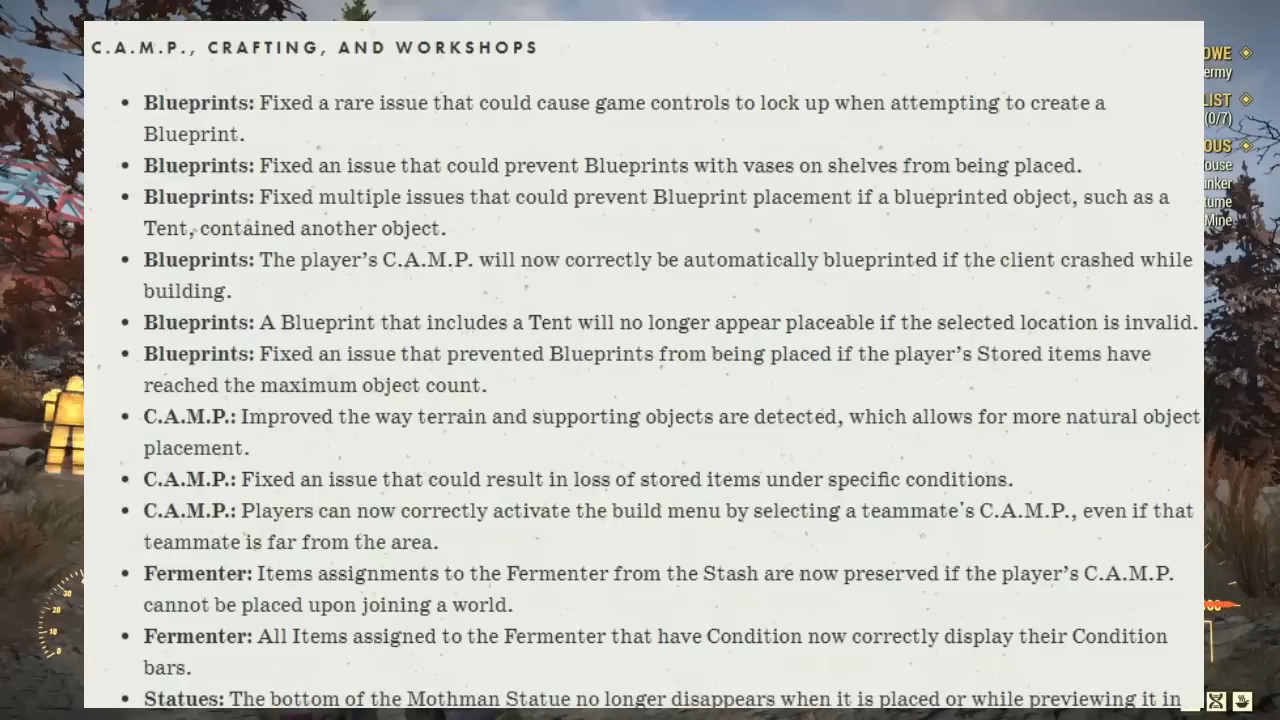 C.A.M.P., CRAFTING, AND WORKSHOPS
• Blueprints: Fixed a rare issue that could cause game controls to lock up when attempting to create a
Blueprint.
• Blueprints: Fixed an issue that could prevent Blueprints with vases on shelves from being placed.
• Blueprints: Fixed multiple issues that could prevent Blueprint placement if a blueprinted object, such as a
Tent, contained another object.
• Blueprints: The player’s C.A.M.P. will now correctly be automatically blueprinted if the client crashed while
building.
• Blueprints: A Blueprint that includes a Tent will no longer appear placeable if the selected location is invalid.
• Blueprints: Fixed an issue that prevented Blueprints from being placed if the player’s Stored items have
reached the maximum object count.
• C.A.M.P.: Improved the way terrain and supporting objects are detected, which allows for more natural object
placement.
• C.A.M.P.: Fixed an issue that could result in loss of stored items under specific conditions.
• C.A.M.P.: Players can now correctly activate the build menu by selecting a teammate's C.A.M.P., even if that
teammate is far from the area.
• Fermenter: Items assignments to the Fermenter from the Stash are now preserved if the player’s C.A.M.P.
cannot be placed upon joining a world.
• Fermenter: All Items assigned to the Fermenter that have Condition now correctly display their Condition
bars.
• Statues: The bottom of the Mothman Statue no longer disappears when it is placed or while previewing it in
OWE
ermy
LIST
(0/7)
OUS
ouse
unker
tume
Mine
30
20
10
0